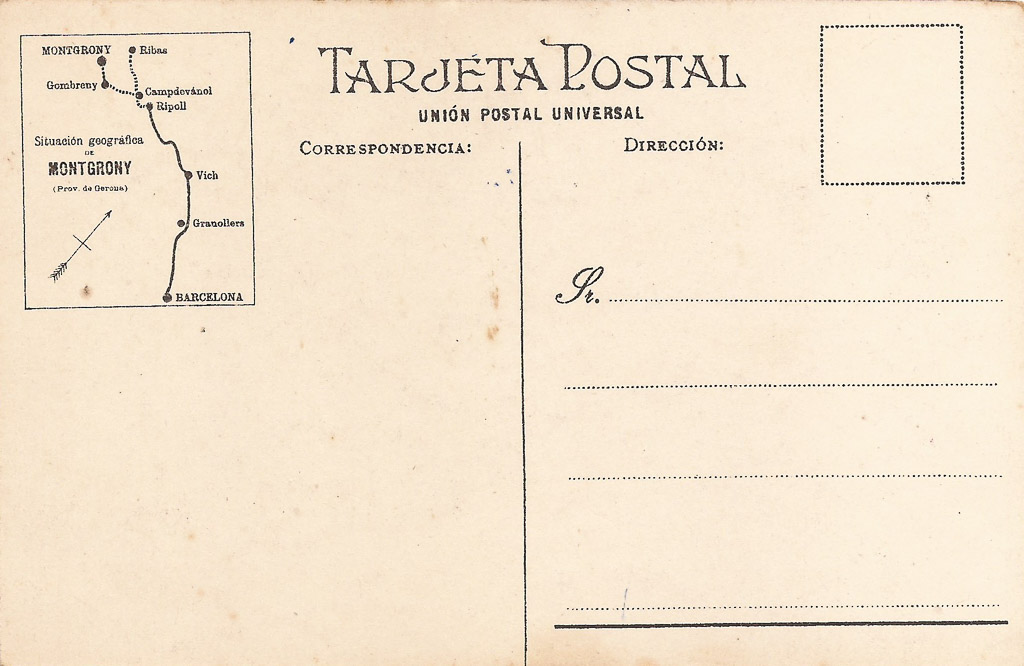 TARJETA POSTAL
UNIÓN POSTAL UNIVERSAL
CORRESPONDENCIA:
DIRECCIÓN:
MONTGRONY
Ribas
Gombreny
Campdevánol
Ripoll
Situación geográfica
DE
MONTGRONY
(Prov. de Gerona)
Vich
Granollers
BARCELONA
Sr.